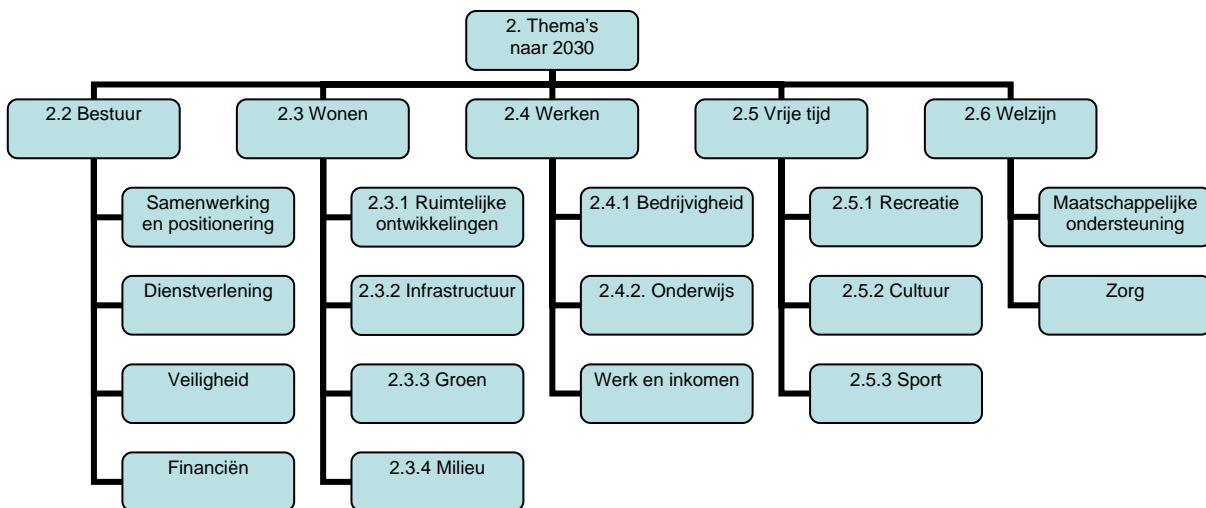 2. Thema's
naar 2030
2.2 Bestuur
2.3 Wonen
2.4 Werken
2.5 Vrije tijd
2.6 Welzijn
Samenwerking
en positionering
2.3.1 Ruimtelijke
ontwikkelingen
2.4.1 Bedrijvigheid
2.5.1 Recreatie
Maatschappelijke
ondersteuning
Dienstverlening
2.3.2 Infrastructuur
2.4.2. Onderwijs
2.5.2 Cultuur
Zorg
Veiligheid
2.3.3 Groen
Werk en inkomen
2.5.3 Sport
Financiën
2.3.4 Milieu